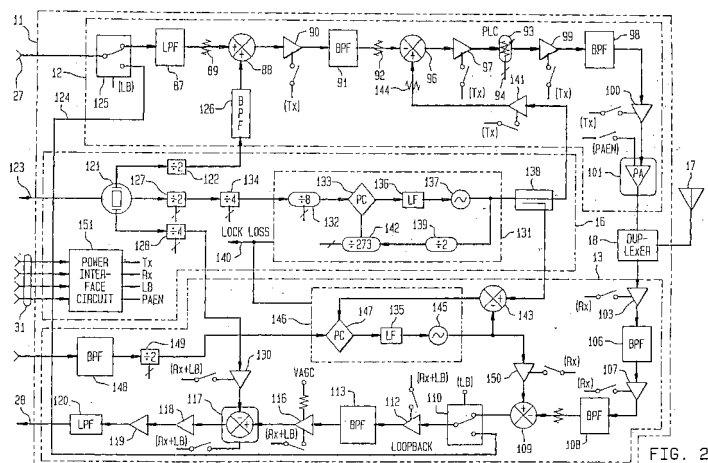 11
12
27
124
125
(LB)
LPF
87
89
88
90
(Tx)
BPF
91
92
96
144
PLC
93
94
97
(Tx)
141
(Tx)
99
BPF
98
100
(Tx)
(PAEN)
PA
101
17
126
BPF
123
121
÷2
122
127
÷2
134
÷4
128
÷4
÷8
132
133
PC
136
LF
137
138
131
142
÷273
139
÷2
LOCK LOSS
140
16
18
DUPLEXER
13
151
POWER
INTER-
FACE
CIRCUIT
Tx
Rx
LB
PAEN
31
146
147
PC
135
LF
145
143
(Rx)
103
106
BPF
107
(Rx)
BPF
108
109
150
(Rx)
BPF
148
149
÷2
130
(Rx+LB)
VAGC
113
BPF
(Rx+LB)
112
110
(LB)
LOOPBACK
116
(Rx+LB)
117
(Rx+LB)
118
119
120
LPF
28
FIG. 2